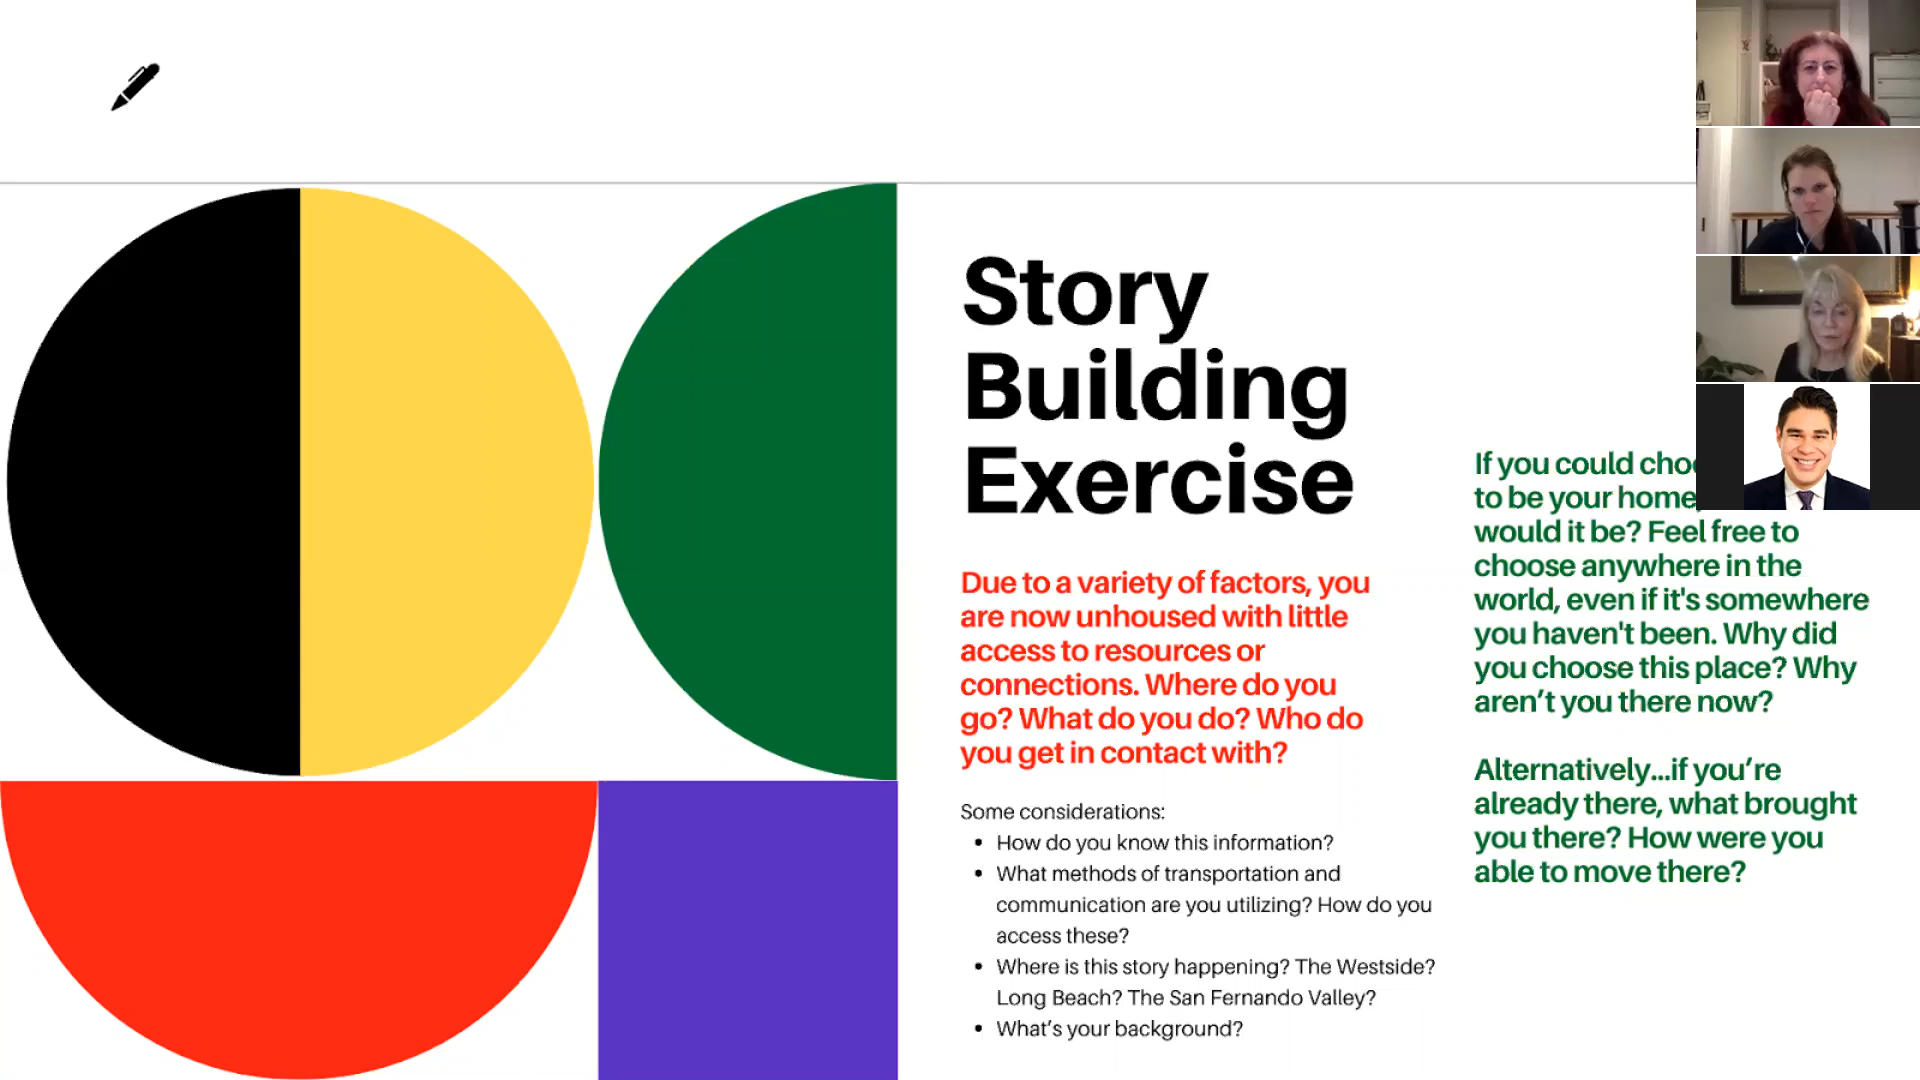 Story
Building
Exercise
Due to a variety of factors, you
are now unhoused with little
access to resources or
connections. Where do you
go? What do you do? Who do
you get in contact with?
Some considerations:
• How do you know this information?
• What methods of transportation and
communication are you utilizing? How do you
access these?
• Where is this story happening? The Westside?
Long Beach? The San Fernando Valley?
• What's your background?
If you could
to be your home,
would it be? Feel free to
choose anywhere in the
world, even if it's somewhere
you haven't been. Why did
you choose this place? Why
aren't you there now?
Alternatively...if you're
already there, what brought
you there? How were you
able to move there?